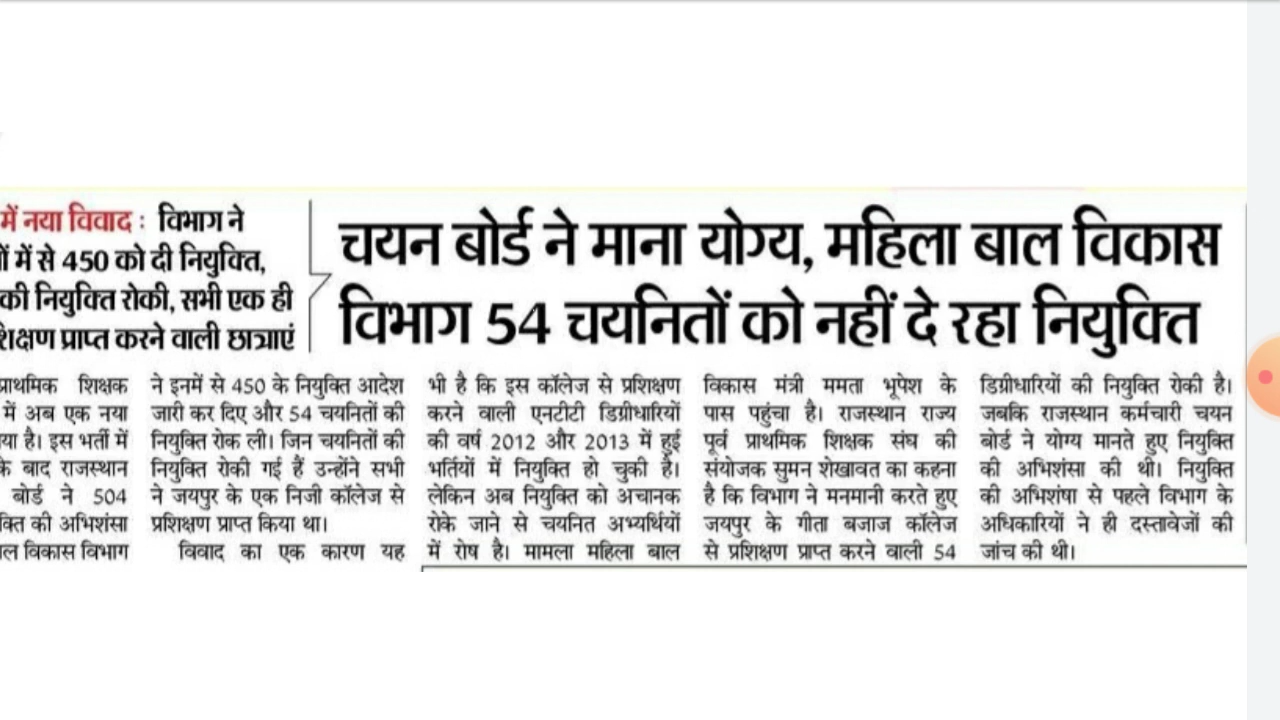 में नया विवाद : विभाग ने
में से 450 को दी नियुक्ति,
की नियुक्ति रोकी, सभी एक ही
प्राप्त करने वाली छात्राएं
चयन बोर्ड ने माना योग्य, महिला बाल विकास
विभाग 54 चयनितों को नहीं दे रहा नियुक्ति
शिक्षक
में अब एक नया
है। इस भर्ती में
बाद राजस्थान
बोर्ड ने 504
की अभिशंसा
विकास विभाग
ने इनमें से 450 के नियुक्ति आदेश
जारी कर दिए और 54 चयनितों की
नियुक्ति रोक ली। जिन चयनितों की
नियुक्ति रोकी गई हैं उन्होंने सभी
ने जयपुर के एक निजी कॉलेज से
प्रशिक्षण प्राप्त किया था।
विवाद का एक कारण यह
भी है कि इस कॉलेज से प्रशिक्षण
करने वाली एनटीटी डिग्रीधारियों
की वर्ष 2012 और 2013 में हुई
भर्तियों में नियुक्ति हो चुकी है।
लेकिन अब नियुक्ति को अचानक
रोके जाने से चयनित अभ्यर्थियों
में रोष है। मामला महिला बाल
विकास मंत्री ममता भूपेश के
पास पहुंचा है। राजस्थान राज्य
पूर्व प्राथमिक शिक्षक संघ की
संयोजक सुमन शेखावत का कहना
है कि विभाग ने मनमानी करते हुए
जयपुर के गीता बजाज कॉलेज
से प्रशिक्षण प्राप्त करने वाली 54
डिग्रीधारियों की नियुक्ति रोकी है।
जबकि राजस्थान कर्मचारी चयन
बोर्ड ने योग्य मानते हुए नियुक्ति
की अभिशंसा की थी। नियुक्ति
की अभिशंषा से पहले विभाग के
अधिकारियों ने ही दस्तावेजों की
जांच की थी।